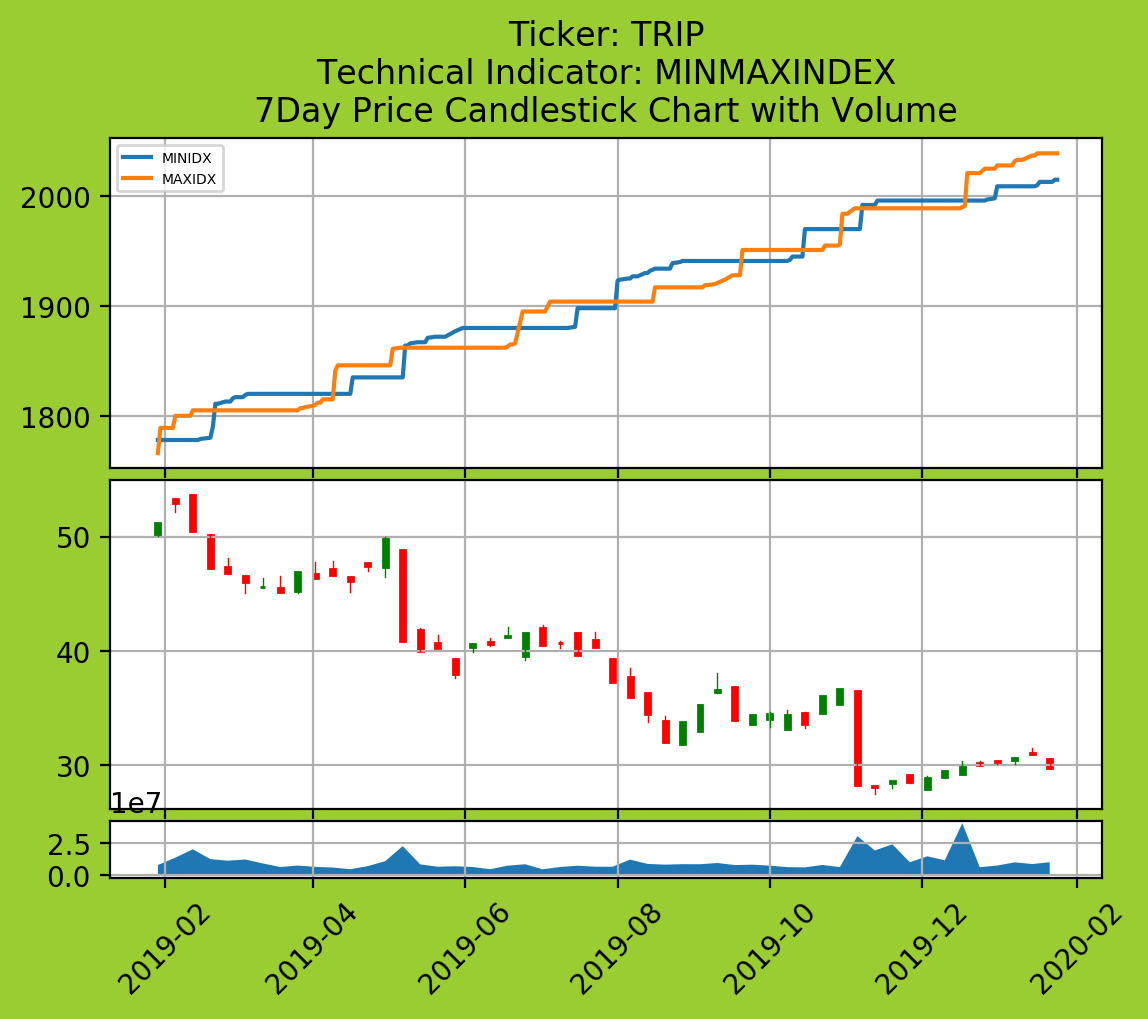 Ticker: TRIP
Technical Indicator: MINMAXINDEX
7Day Price Candlestick Chart with Volume
MINIDX
MAXIDX
2000
1900
1800
50
40
30
1e7
2.5
0.0
2019-02
2019-04
2019-06
2019-08
2019-10
2019-12
2020-02